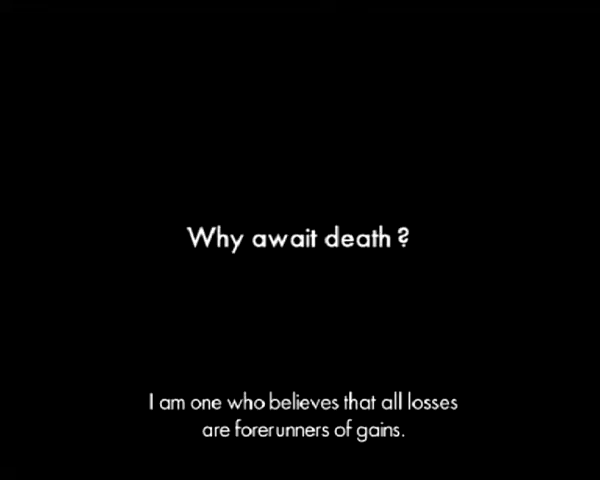 Why await death?
I am one who believes that all losses
are forerunners of gains.